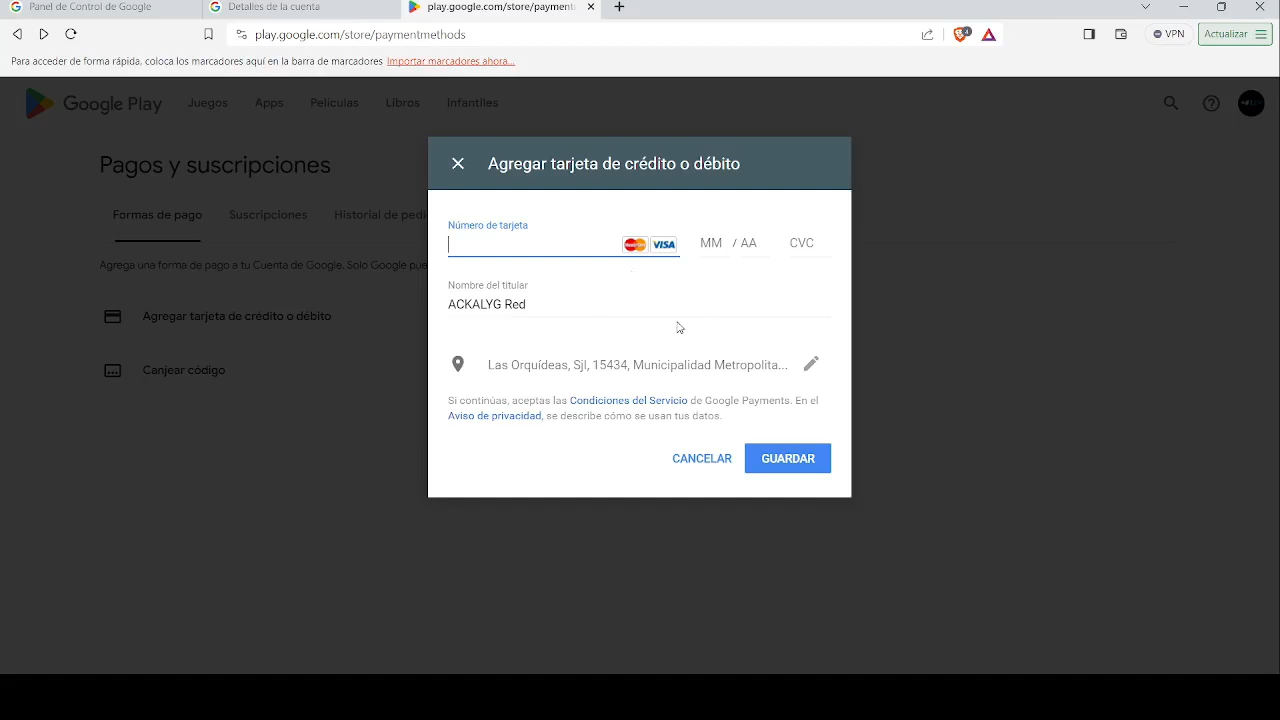 Panel de Control de Google
Detalles de la cuenta
play.google.com/store/payment
play.google.com/store/paymentmethods
4
VPN
Actualizar
Para acceder de forma rápida, coloca los marcadores aquí en la barra de marcadores Importar marcadores ahora...
Google Play
Juegos
Apps
Películas
Libros
Infantiles
Pagos y suscripciones
Formas de pago
Suscripciones
Historial de pedi
Agrega una forma de pago a tu Cuenta de Google. Solo Google pue
Agregar tarjeta de crédito o débito
Canjear código
Agregar tarjeta de crédito o débito
Número de tarjeta
VISA
MM / AA
CVC
Nombre del titular
ACKALYG Red
Las Orquídeas, Sjl, 15434, Municipalidad Metropolita...
Si continúas, aceptas las Condiciones del Servicio de Google Payments. En el
Aviso de privacidad, se describe cómo se usan tus datos.
CANCELAR
GUARDAR